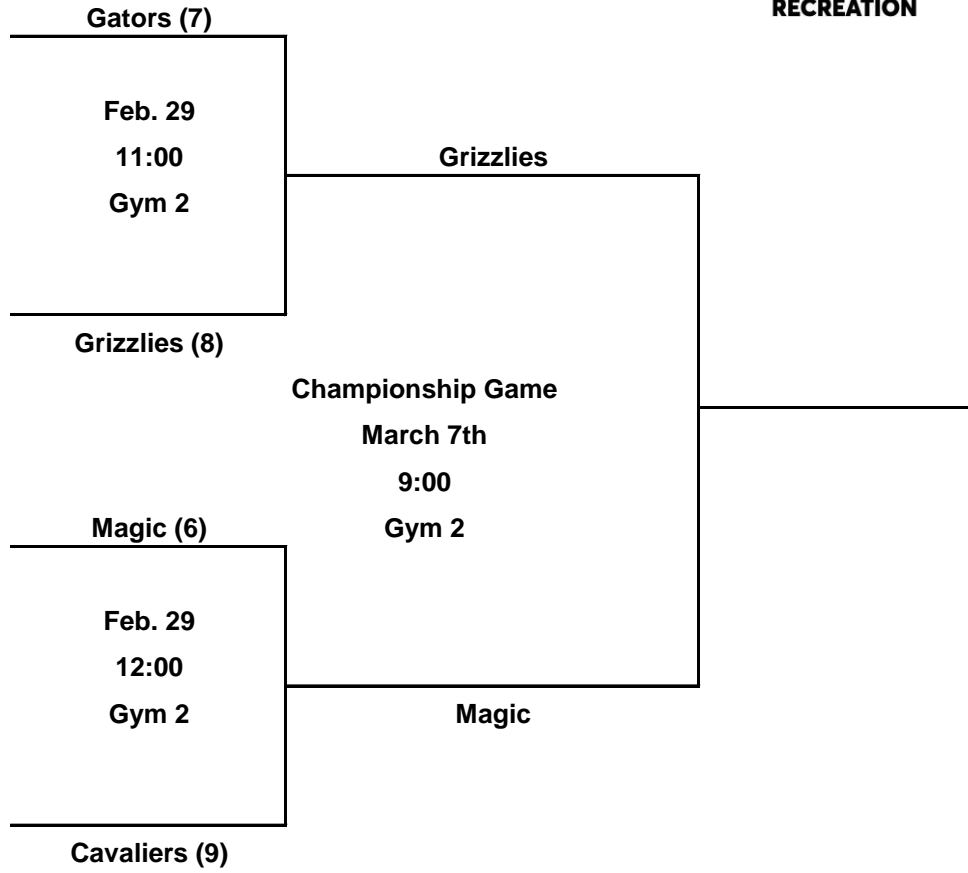 RECREATION
Gators (7)
Feb. 29
11:00
Gym 2
Grizzlies
Grizzlies (8)
Championship Game
March 7th
9:00
Gym 2
Magic (6)
Feb. 29
12:00
Gym 2
Magic
Cavaliers (9)